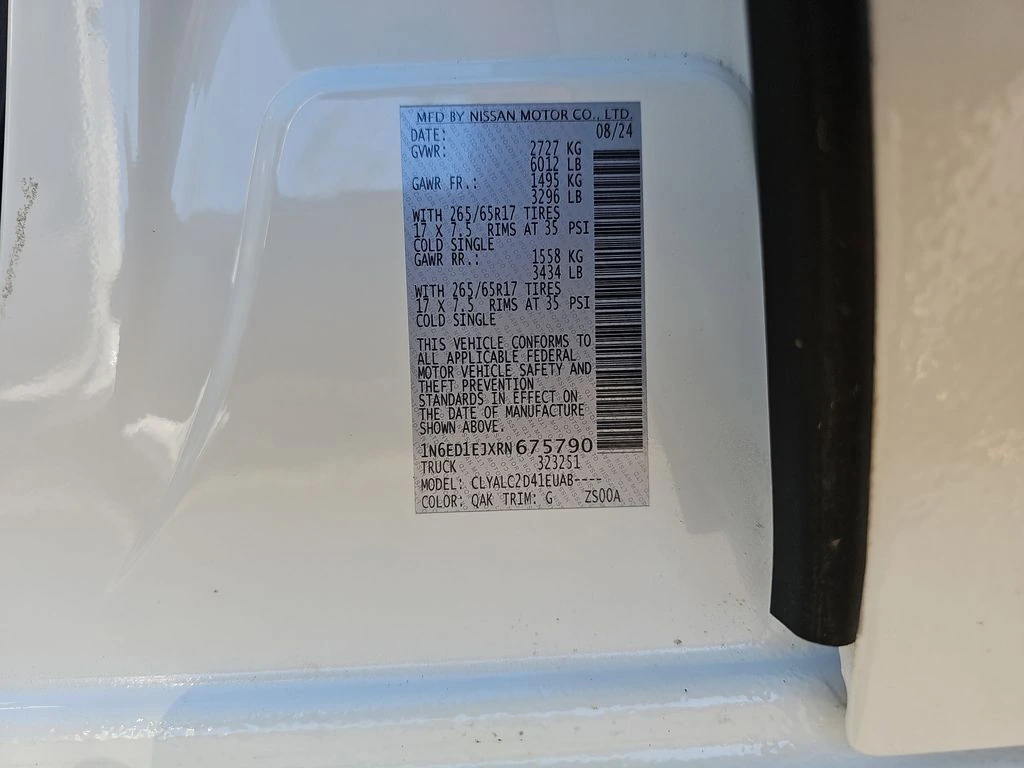 MFD BY NISSAN MOTOR CO., LTD.
DATE: 08/24
GVWR: 2727 KG
6012 LB
GAWR FR.: 1495 KG
3296 LB
WITH 265/65R17 TIRES
17 X 7.5 RIMS AT 35 PSI
COLD SINGLE
GAWR RR.: 1558 KG
3434 LB
WITH 265/65R17 TIRES
17 X 7.5 RIMS AT 35 PSI
COLD SINGLE
THIS VEHICLE CONFORMS TO
ALL APPLICABLE FEDERAL
MOTOR VEHICLE SAFETY AND
THEFT PREVENTION
STANDARDS IN EFFECT ON
THE DATE OF MANUFACTURE
SHOWN ABOVE.
1N6ED1EJXRN675790
TRUCK 323251
MODEL: CLYALC2D41EUAB----
COLOR: QAK TRIM: G ZS00A